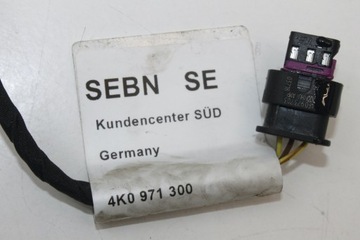 SEBN SE
Kundencenter SÜD
Germany
4K0 971 300